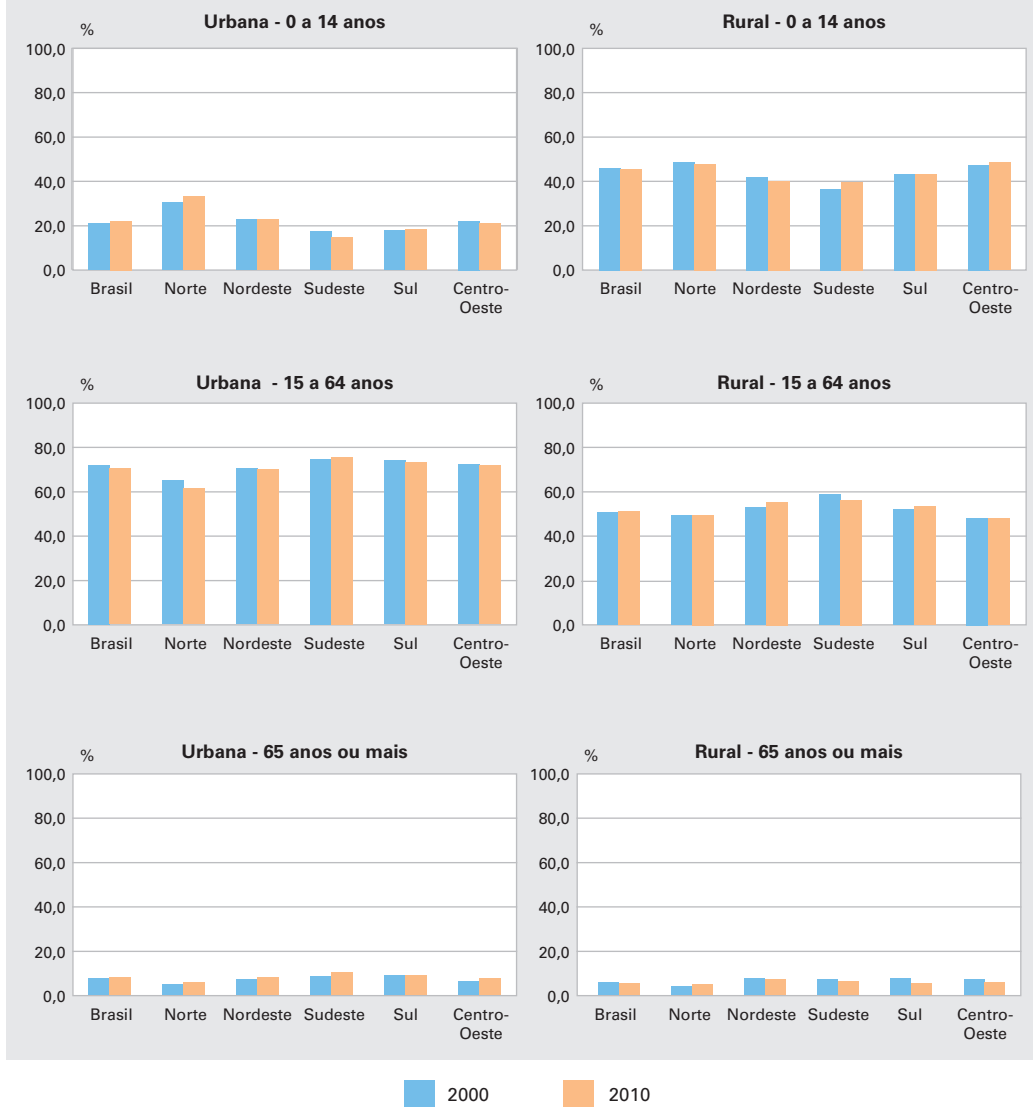 Urbana - 0 a 14 anos
%
100,0
80,0
60,0
40,0
20,0
0,0
Brasil Norte Nordeste Sudeste Sul Centro-
Oeste
Rural - 0 a 14 anos
%
100,0
80,0
60,0
40,0
20,0
0,0
Brasil Norte Nordeste Sudeste Sul Centro-
Oeste
Urbana - 15 a 64 anos
%
100,0
80,0
60,0
40,0
20,0
0,0
Brasil Norte Nordeste Sudeste Sul Centro-
Oeste
Rural - 15 a 64 anos
%
100,0
80,0
60,0
40,0
20,0
0,0
Brasil Norte Nordeste Sudeste Sul Centro-
Oeste
Urbana - 65 anos ou mais
%
100,0
80,0
60,0
40,0
20,0
0,0
Brasil Norte Nordeste Sudeste Sul Centro-
Oeste
Rural - 65 anos ou mais
%
100,0
80,0
60,0
40,0
20,0
0,0
Brasil Norte Nordeste Sudeste Sul Centro-
Oeste
2000 2010